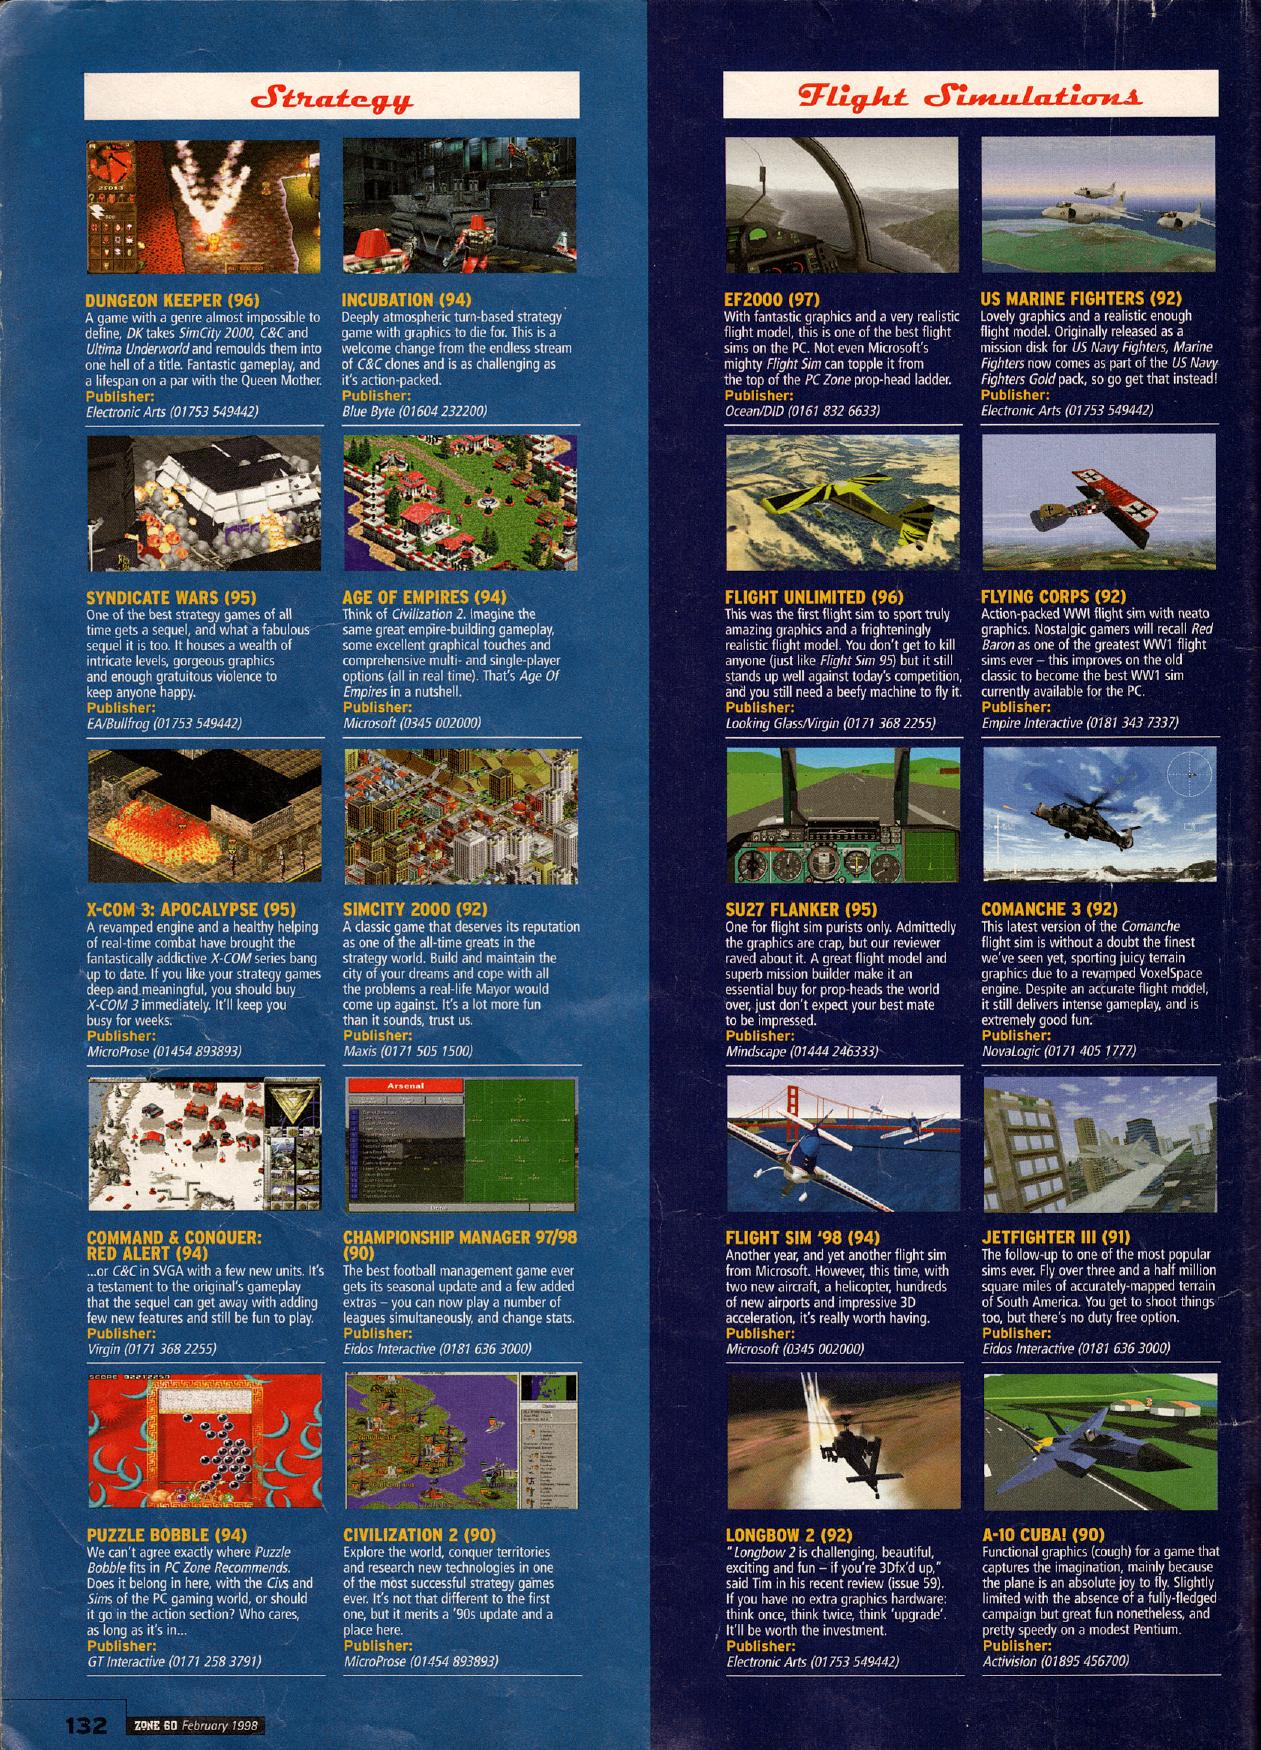 Strategy
DUNGEON KEEPER (96)
A game with a genre almost impossible to
define, DK takes SimCity 2000, C&C and
Ultima Underworld and remoulds them into
one hell of a title. Fantastic gameplay, and
a lifespan on a par with the Queen Mother.
Publisher:
Electronic Arts (01753 549442)
INCUBATION (94)
Deeply atmospheric turn-based strategy
game with graphics to die for. This is a
welcome change from the endless stream
of C&C clones and is as challenging as
it's action-packed.
Publisher:
Blue Byte (01604 232200)
SYNDICATE WARS (95)
One of the best strategy games of all
time gets a sequel, and what a fabulous
sequel it is too. It houses a wealth of
intricate levels, gorgeous graphics
and enough gratuitous violence to
keep anyone happy.
Publisher:
EA/Bullfrog (01753 549442)
AGE OF EMPIRES (94)
Think of Civilization 2. Imagine the
same great empire-building gameplay,
some excellent graphical touches and
comprehensive multi- and single-player
options (all in real time). That's Age Of
Empires in a nutshell.
Publisher:
Microsoft (0345 002000)
X-COM 3: APOCALYPSE (95)
A revamped engine and a healthy helping
of real-time combat have brought the
fantastically addictive X-COM series bang
up to date. If you like your strategy games
deep and meaningful, you should buy
X-COM 3 immediately. It'll keep you
busy for weeks.
Publisher:
MicroProse (01454 893893)
SIMCITY 2000 (92)
A classic game that deserves its reputation
as one of the all-time greats in the
strategy world. Build and maintain the
city of your dreams and cope with all
the problems a real-life Mayor would
come up against. It's a lot more fun
than it sounds, trust us.
Publisher:
Maxis (0171 505 1500)
Arsenal
COMMAND & CONQUER:
RED ALERT (94)
...or C&C in SVGA with a few new units. It's
a testament to the original's gameplay
that the sequel can get away with adding
few new features and still be fun to play.
Publisher:
Virgin (0171 368 2255)
CHAMPIONSHIP MANAGER 97/98
(90)
The best football management game ever
gets its seasonal update and a few added
extras – you can now play a number of
leagues simultaneously, and change stats.
Publisher:
Eidos Interactive (0181 636 3000)
PUZZLE BOBBLE (94)
We can't agree exactly where Puzzle
Bobble fits in PC Zone Recommends.
Does it belong in here, with the Civs and
Sims of the PC gaming world, or should
it go in the action section? Who cares,
as long as it's in...
Publisher:
GT Interactive (0171 258 3791)
CIVILIZATION 2 (90)
Explore the world, conquer territories
and research new technologies in one
of the most successful strategy games
ever. It's not that different to the first
one, but it merits a '90s update and a
place here.
Publisher:
MicroProse (01454 893893)
Flight Simulations
EF2000 (97)
With fantastic graphics and a very realistic
flight model, this is one of the best flight
sims on the PC. Not even Microsoft's
mighty Flight Sim can topple it from
the top of the PC Zone prop-head ladder.
Publisher:
Ocean/DID (0161 832 6633)
US MARINE FIGHTERS (92)
Lovely graphics and a realistic enough
flight model. Originally released as a
mission disk for US Navy Fighters, Marine
Fighters now comes as part of the US Navy
Fighters Gold pack, so go get that instead!
Publisher:
Electronic Arts (01753 549442)
FLIGHT UNLIMITED (96)
This was the first flight sim to sport truly
amazing graphics and a frighteningly
realistic flight model. You don't get to kill
anyone (just like Flight Sim 95) but it still
stands up well against today's competition,
and you still need a beefy machine to fly it.
Publisher:
Looking Glass/Virgin (0171 368 2255)
FLYING CORPS (92)
Action-packed WWI flight sim with neato
graphics. Nostalgic gamers will recall Red
Baron as one of the greatest WW1 flight
sims ever – this improves on the old
classic to become the best WW1 sim
currently available for the PC.
Publisher:
Empire Interactive (0181 343 7337)
SU27 FLANKER (95)
One for flight sim purists only. Admittedly
the graphics are crap, but our reviewer
raved about it. A great flight model and
superb mission builder make it an
essential buy for prop-heads the world
over, just don't expect your best mate
to be impressed.
Publisher:
Mindscape (01444 246333)
COMANCHE 3 (92)
This latest version of the Comanche
flight sim is without a doubt the finest
we've seen yet, sporting juicy terrain
graphics due to a revamped VoxelSpace
engine. Despite an accurate flight model,
it still delivers intense gameplay, and is
extremely good fun.
Publisher:
NovaLogic (0171 405 1777)
FLIGHT SIM '98 (94)
Another year, and yet another flight sim
from Microsoft. However, this time, with
two new aircraft, a helicopter, hundreds
of new airports and impressive 3D
acceleration, it's really worth having.
Publisher:
Microsoft (0345 002000)
JETFIGHTER III (91)
The follow-up to one of the most popular
sims ever. Fly over three and a half million
square miles of accurately-mapped terrain
of South America. You get to shoot things
too, but there's no duty free option.
Publisher:
Eidos Interactive (0181 636 3000)
LONGBOW 2 (92)
"Longbow 2 is challenging, beautiful,
exciting and fun – if you're 3Dfx'd up,"
said Tim in his recent review (issue 59).
If you have no extra graphics hardware:
think once, think twice, think 'upgrade'.
It'll be worth the investment.
Publisher:
Electronic Arts (01753 549442)
A-10 CUBA! (90)
Functional graphics (cough) for a game that
captures the imagination, mainly because
the plane is an absolute joy to fly. Slightly
limited with the absence of a fully-fledged
campaign but great fun nonetheless, and
pretty speedy on a modest Pentium.
Publisher:
Activision (01895 456700)
132 ZONE 60 February 1998